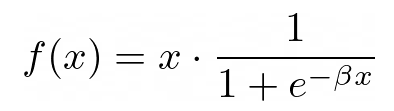 f(x) = x · 1 / (1 + e^{−βx})